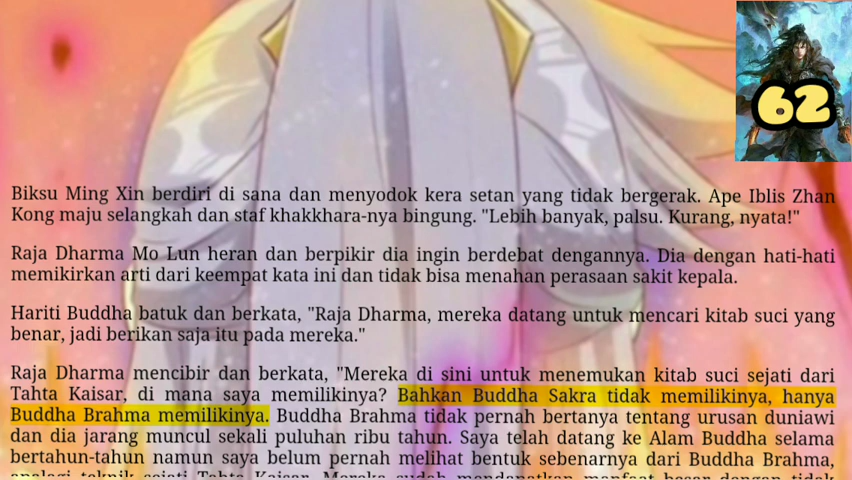 62
Biksu Ming Xin berdiri di sana dan menyodok kera setan yang tidak bergerak. Ape Iblis Zhan
Kong maju selangkah dan staf khakkhara-nya bingung. "Lebih banyak, palsu. Kurang, nyata!"
Raja Dharma Mo Lun heran dan berpikir dia ingin berdebat dengannya. Dia dengan hati-hati
memikirkan arti dari keempat kata ini dan tidak bisa menahan perasaan sakit kepala.
Hariti Buddha batuk dan berkata, "Raja Dharma, mereka datang untuk mencari kitab suci yang
benar, jadi berikan saja itu pada mereka."
Raja Dharma mencibir dan berkata, "Mereka di sini untuk menemukan kitab suci sejati dari
Tahta Kaisar, di mana saya memilikinya? Bahkan Buddha Sakra tidak memilikinya, hanya
Buddha Brahma memilikinya. Buddha Brahma tidak pernah bertanya tentang urusan duniawi
dan dia jarang muncul sekali puluhan ribu tahun. Saya telah datang ke Alam Buddha selama
bertahun-tahun namun saya belum pernah melihat bentuk sebenarnya dari Buddha Brahma,